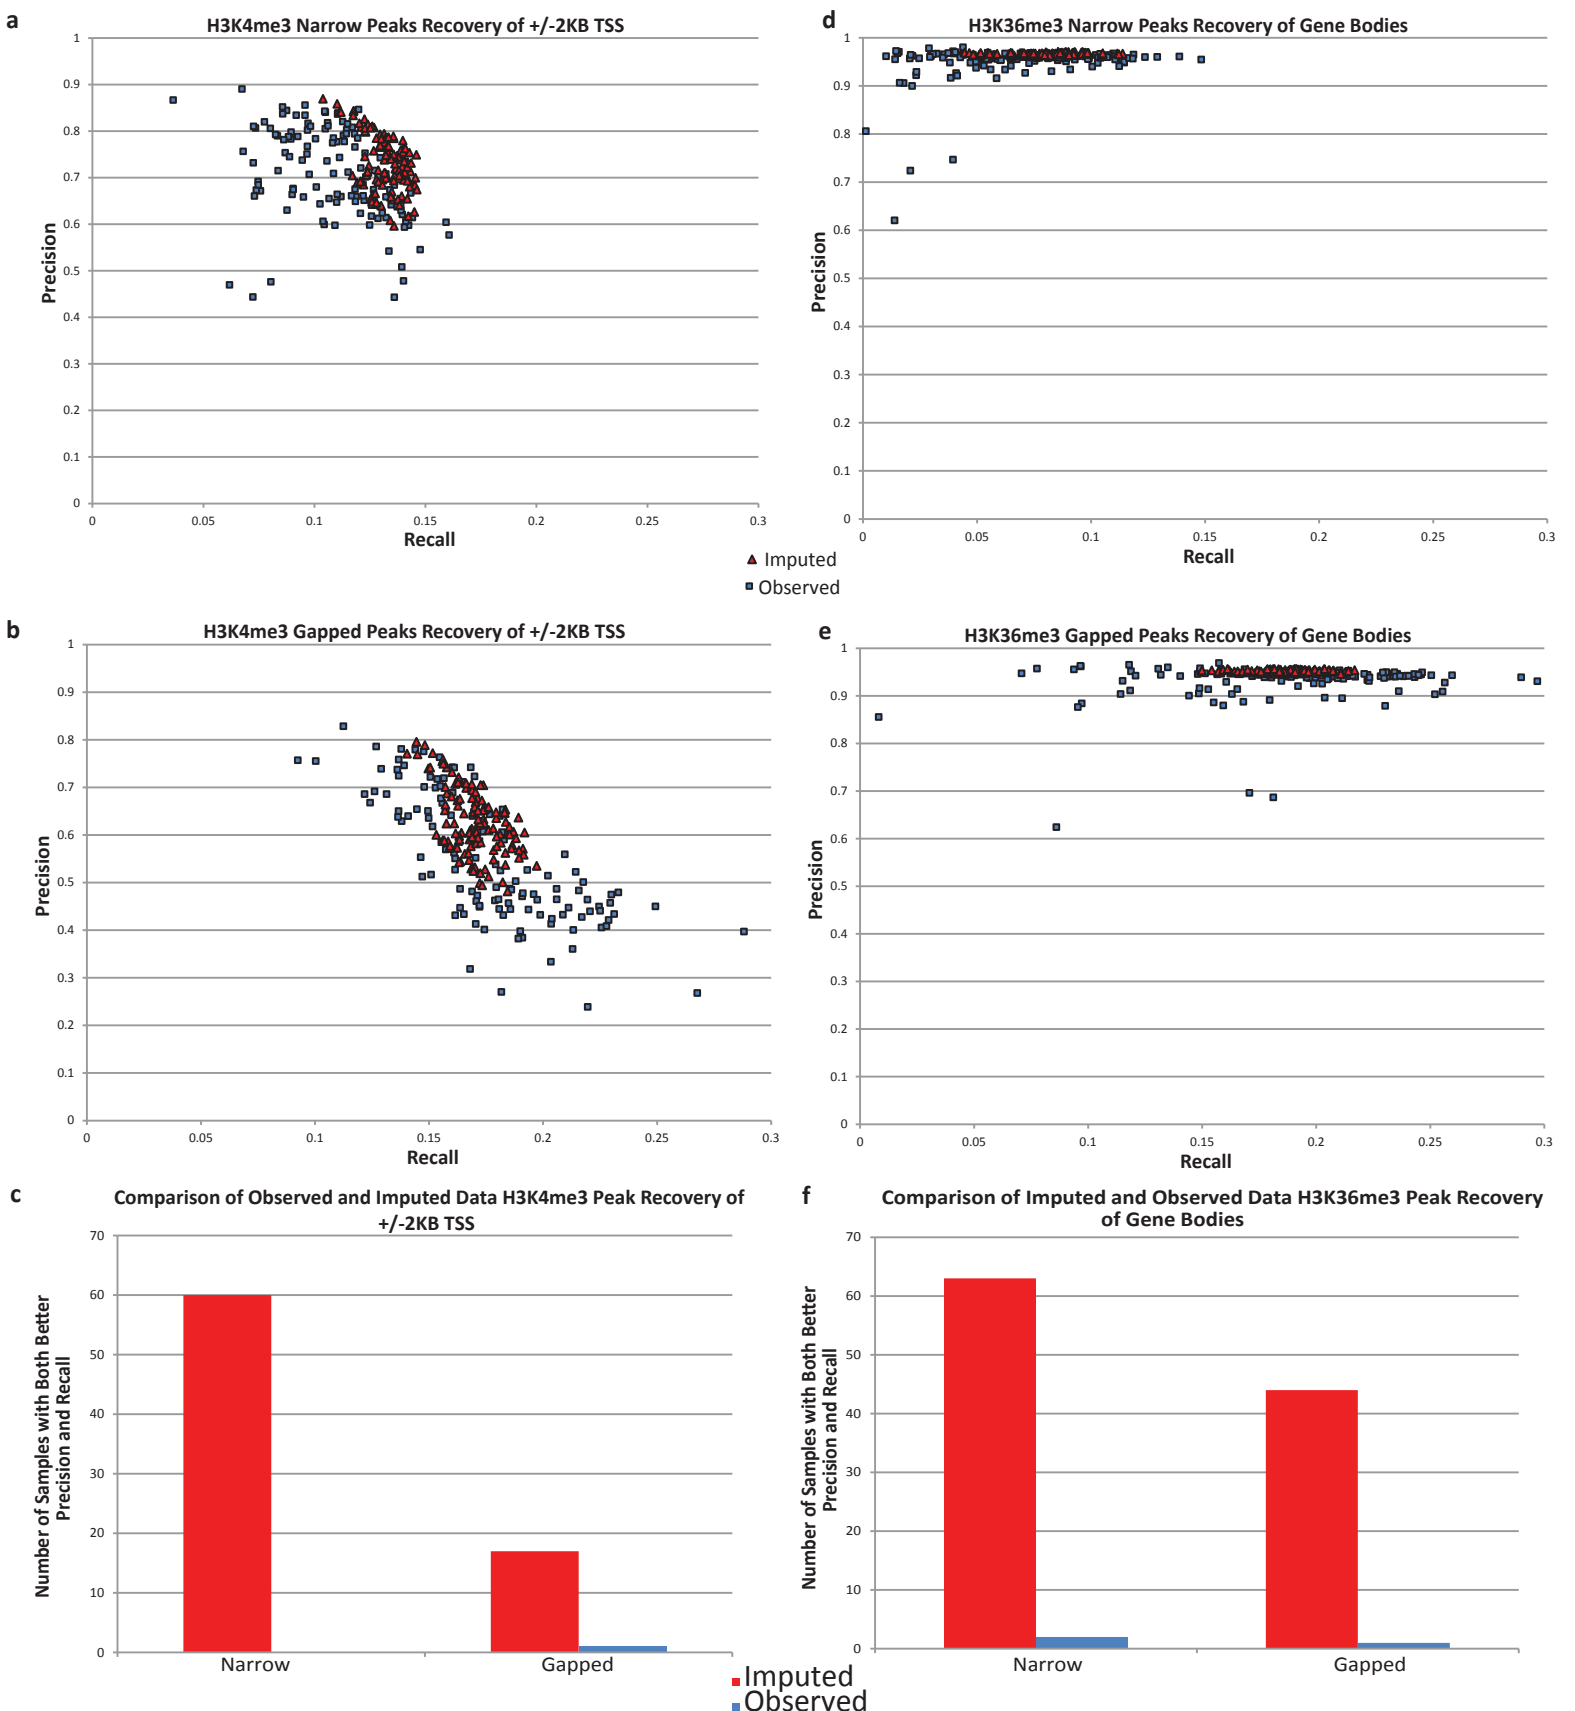 a
H3K4me3 Narrow Peaks Recovery of +/-2KB TSS
1
0.9
0.8
0.7
0.6
0.5
0.4
0.3
0.2
0.1
0
Precision
0 0.05 0.1 0.15 0.2 0.25 0.3
Recall
d
H3K36me3 Narrow Peaks Recovery of Gene Bodies
1
0.9
0.8
0.7
0.6
0.5
0.4
0.3
0.2
0.1
0
Precision
0 0.05 0.1 0.15 0.2 0.25 0.3
Recall
Imputed
Observed
b
H3K4me3 Gapped Peaks Recovery of +/-2KB TSS
1
0.9
0.8
0.7
0.6
0.5
0.4
0.3
0.2
0.1
0
Precision
0 0.05 0.1 0.15 0.2 0.25 0.3
Recall
e
H3K36me3 Gapped Peaks Recovery of Gene Bodies
1
0.9
0.8
0.7
0.6
0.5
0.4
0.3
0.2
0.1
0
Precision
0 0.05 0.1 0.15 0.2 0.25 0.3
Recall
c
Comparison of Observed and Imputed Data H3K4me3 Peak Recovery of
+/-2KB TSS
70
60
50
40
30
20
10
0
Number of Samples with Both Better
Precision and Recall
Narrow Gapped
f
Comparison of Imputed and Observed Data H3K36me3 Peak Recovery
of Gene Bodies
70
60
50
40
30
20
10
0
Number of Samples with Both Better
Precision and Recall
Narrow Gapped
Imputed
Observed